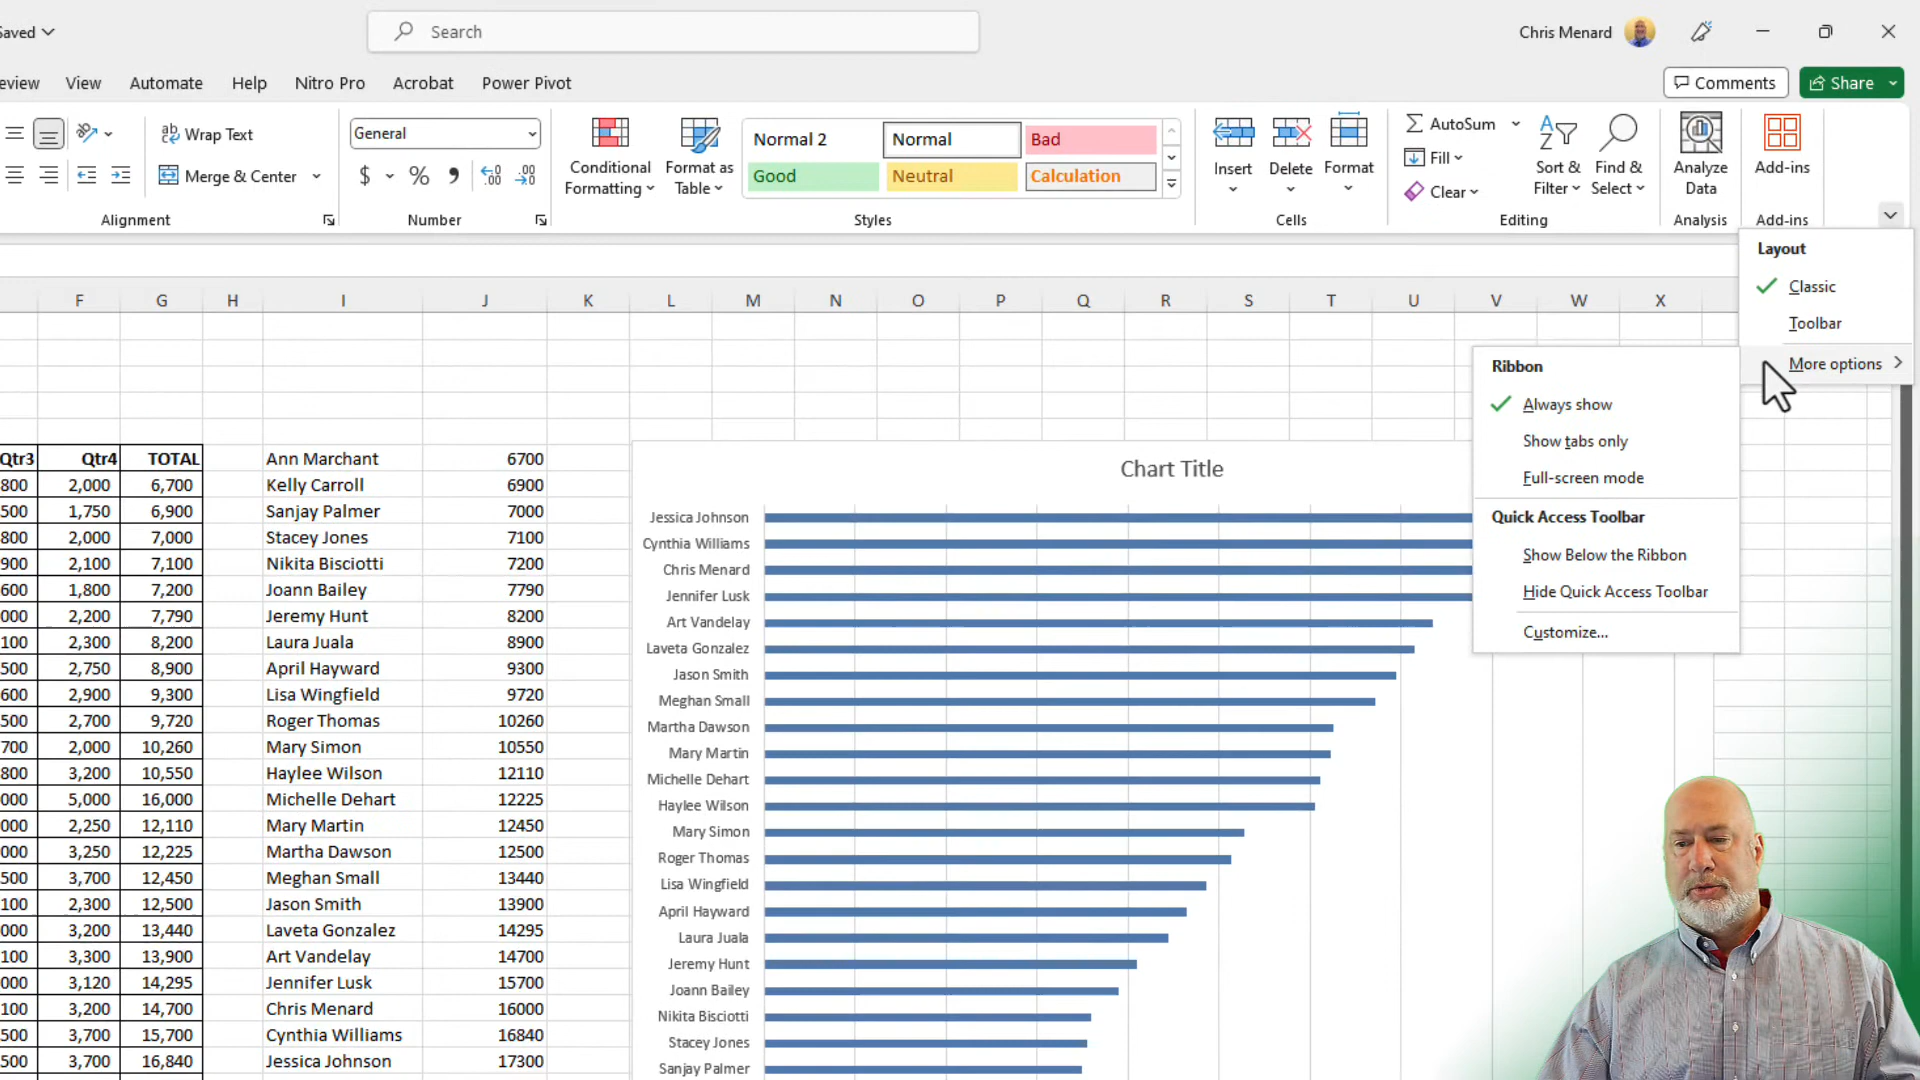 Saved
Search
Chris Menard
eview View Automate Help Nitro Pro Acrobat Power Pivot
Comments Share
Wrap Text
Merge & Center
Alignment
General
$ %
Number
Conditional Formatting
Format as Table
Normal 2 Normal Bad
Good Neutral Calculation
Styles
Insert Delete Format
Cells
AutoSum
Fill
Clear
Sort & Filter
Find & Select
Editing
Analyze Data
Analysis
Add-ins
Add-ins
Layout
Classic
Toolbar
More options
Ribbon
Always show
Show tabs only
Full-screen mode
Quick Access Toolbar
Show Below the Ribbon
Hide Quick Access Toolbar
Customize...
F G H I J K L M N O P Q R S T U V W X
Qtr3 Qtr4 TOTAL Ann Marchant 6700
800 2,000 6,700 Kelly Carroll 6900
500 1,750 6,900 Sanjay Palmer 7000
800 2,000 7,000 Stacey Jones 7100
900 2,100 7,100 Nikita Bisciotti 7200
600 1,800 7,200 Joann Bailey 7790
000 2,200 7,790 Jeremy Hunt 8200
100 2,300 8,200 Laura Juala 8900
500 2,750 8,900 April Hayward 9300
600 2,900 9,300 Lisa Wingfield 9720
500 2,700 9,720 Roger Thomas 10260
700 2,000 10,260 Mary Simon 10550
800 3,200 10,550 Haylee Wilson 12110
000 5,000 16,000 Michelle Dehart 12225
000 2,250 12,110 Mary Martin 12450
000 3,250 12,225 Martha Dawson 12500
500 3,700 12,450 Meghan Small 13440
100 2,300 12,500 Jason Smith 13900
000 3,200 13,440 Laveta Gonzalez 14295
100 3,300 13,900 Art Vandelay 14700
000 3,120 14,295 Jennifer Lusk 15700
100 3,200 14,700 Chris Menard 16000
500 3,700 15,700 Cynthia Williams 16840
500 3,700 16,840 Jessica Johnson 17300
Chart Title
Jessica Johnson
Cynthia Williams
Chris Menard
Jennifer Lusk
Art Vandelay
Laveta Gonzalez
Jason Smith
Meghan Small
Martha Dawson
Mary Martin
Michelle Dehart
Haylee Wilson
Mary Simon
Roger Thomas
Lisa Wingfield
April Hayward
Laura Juala
Jeremy Hunt
Joann Bailey
Nikita Bisciotti
Stacey Jones
Sanjay Palmer